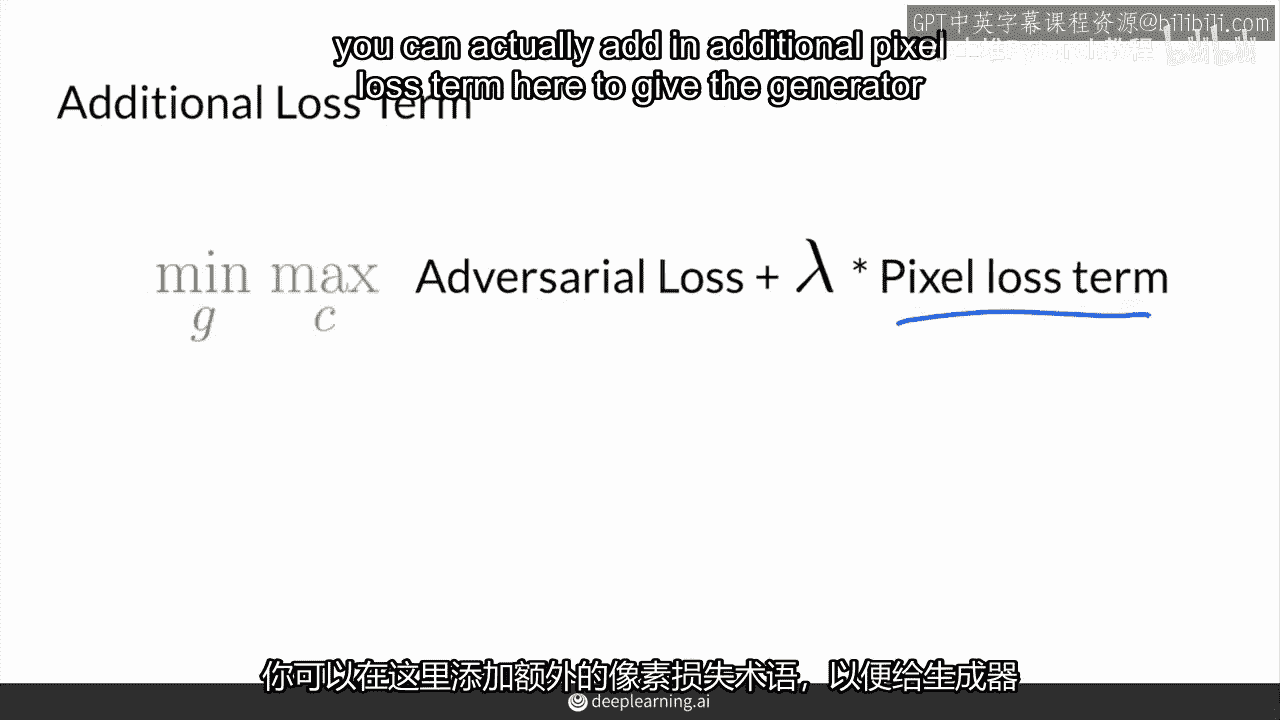 GPT中英字幕课程资源@bilibili.com
you can actually add in additional pixel
loss term here to give the generator
Additional Loss Term
min max Adversarial Loss + λ * Pixel loss term
g c
你可以在这里添加额外的像素损失术语，以便给生成器
deeplearning.ai